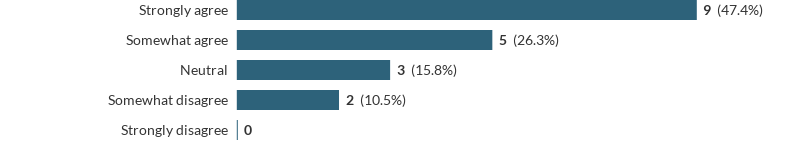 Strongly agree 9 (47.4%)
Somewhat agree 5 (26.3%)
Neutral 3 (15.8%)
Somewhat disagree 2 (10.5%)
Strongly disagree 0